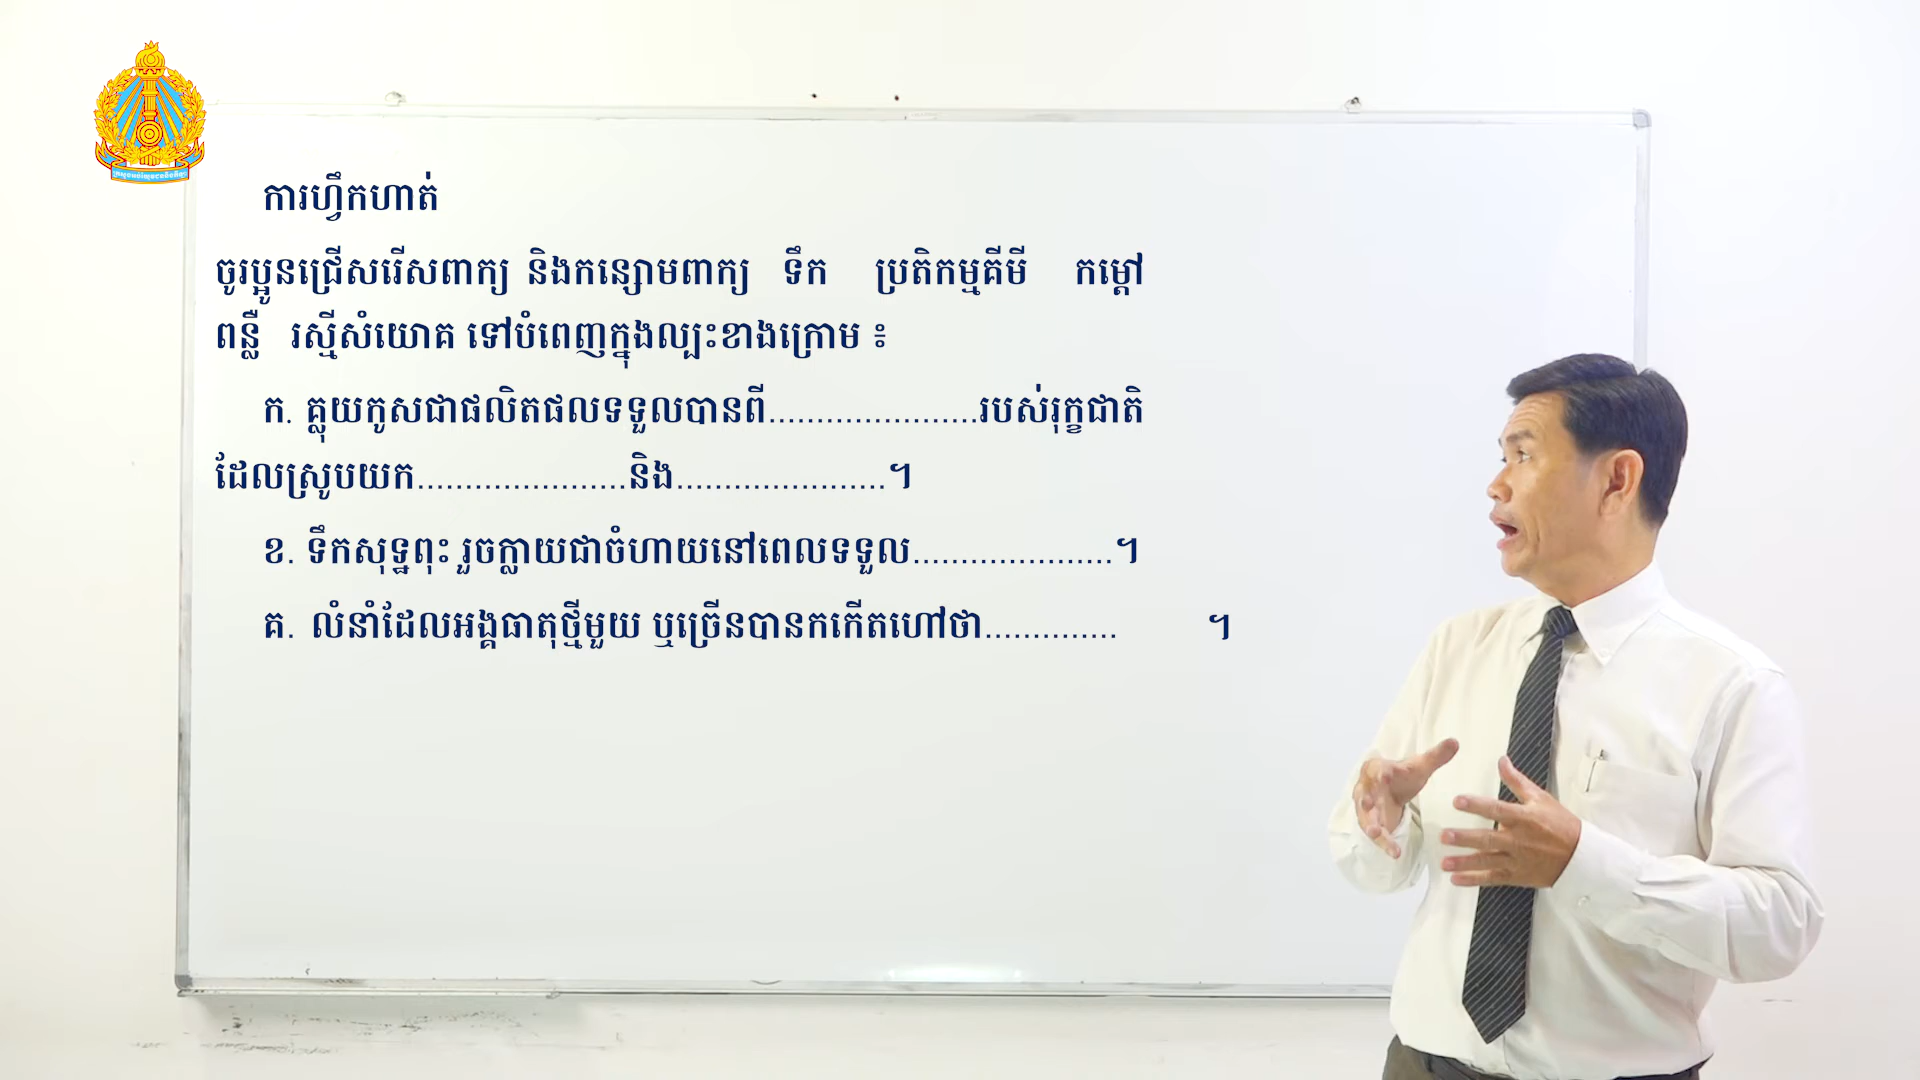 ការហ្វឹកហាត់
ចូរប្អូនជ្រើសរើសពាក្យ និងកន្សោមពាក្យ ទឹក ប្រតិកម្មគីមី កម្ដៅ
ពន្លឺ រស្មីសំយោគ ទៅបំពេញក្នុងល្បះខាងក្រោម ៖
ក. គ្លុយកូសជាផលិតផលទទួលបានពី......................របស់រុក្ខជាតិ
ដែលស្រូបយក......................និង......................។
ខ. ទឹកសុទ្ធពុះ រួចក្លាយជាចំហាយនៅពេលទទួល.....................។
គ. លំនាំដែលអង្គធាតុថ្មីមួយ ឬច្រើនបានកកើតហៅថា.............. ។